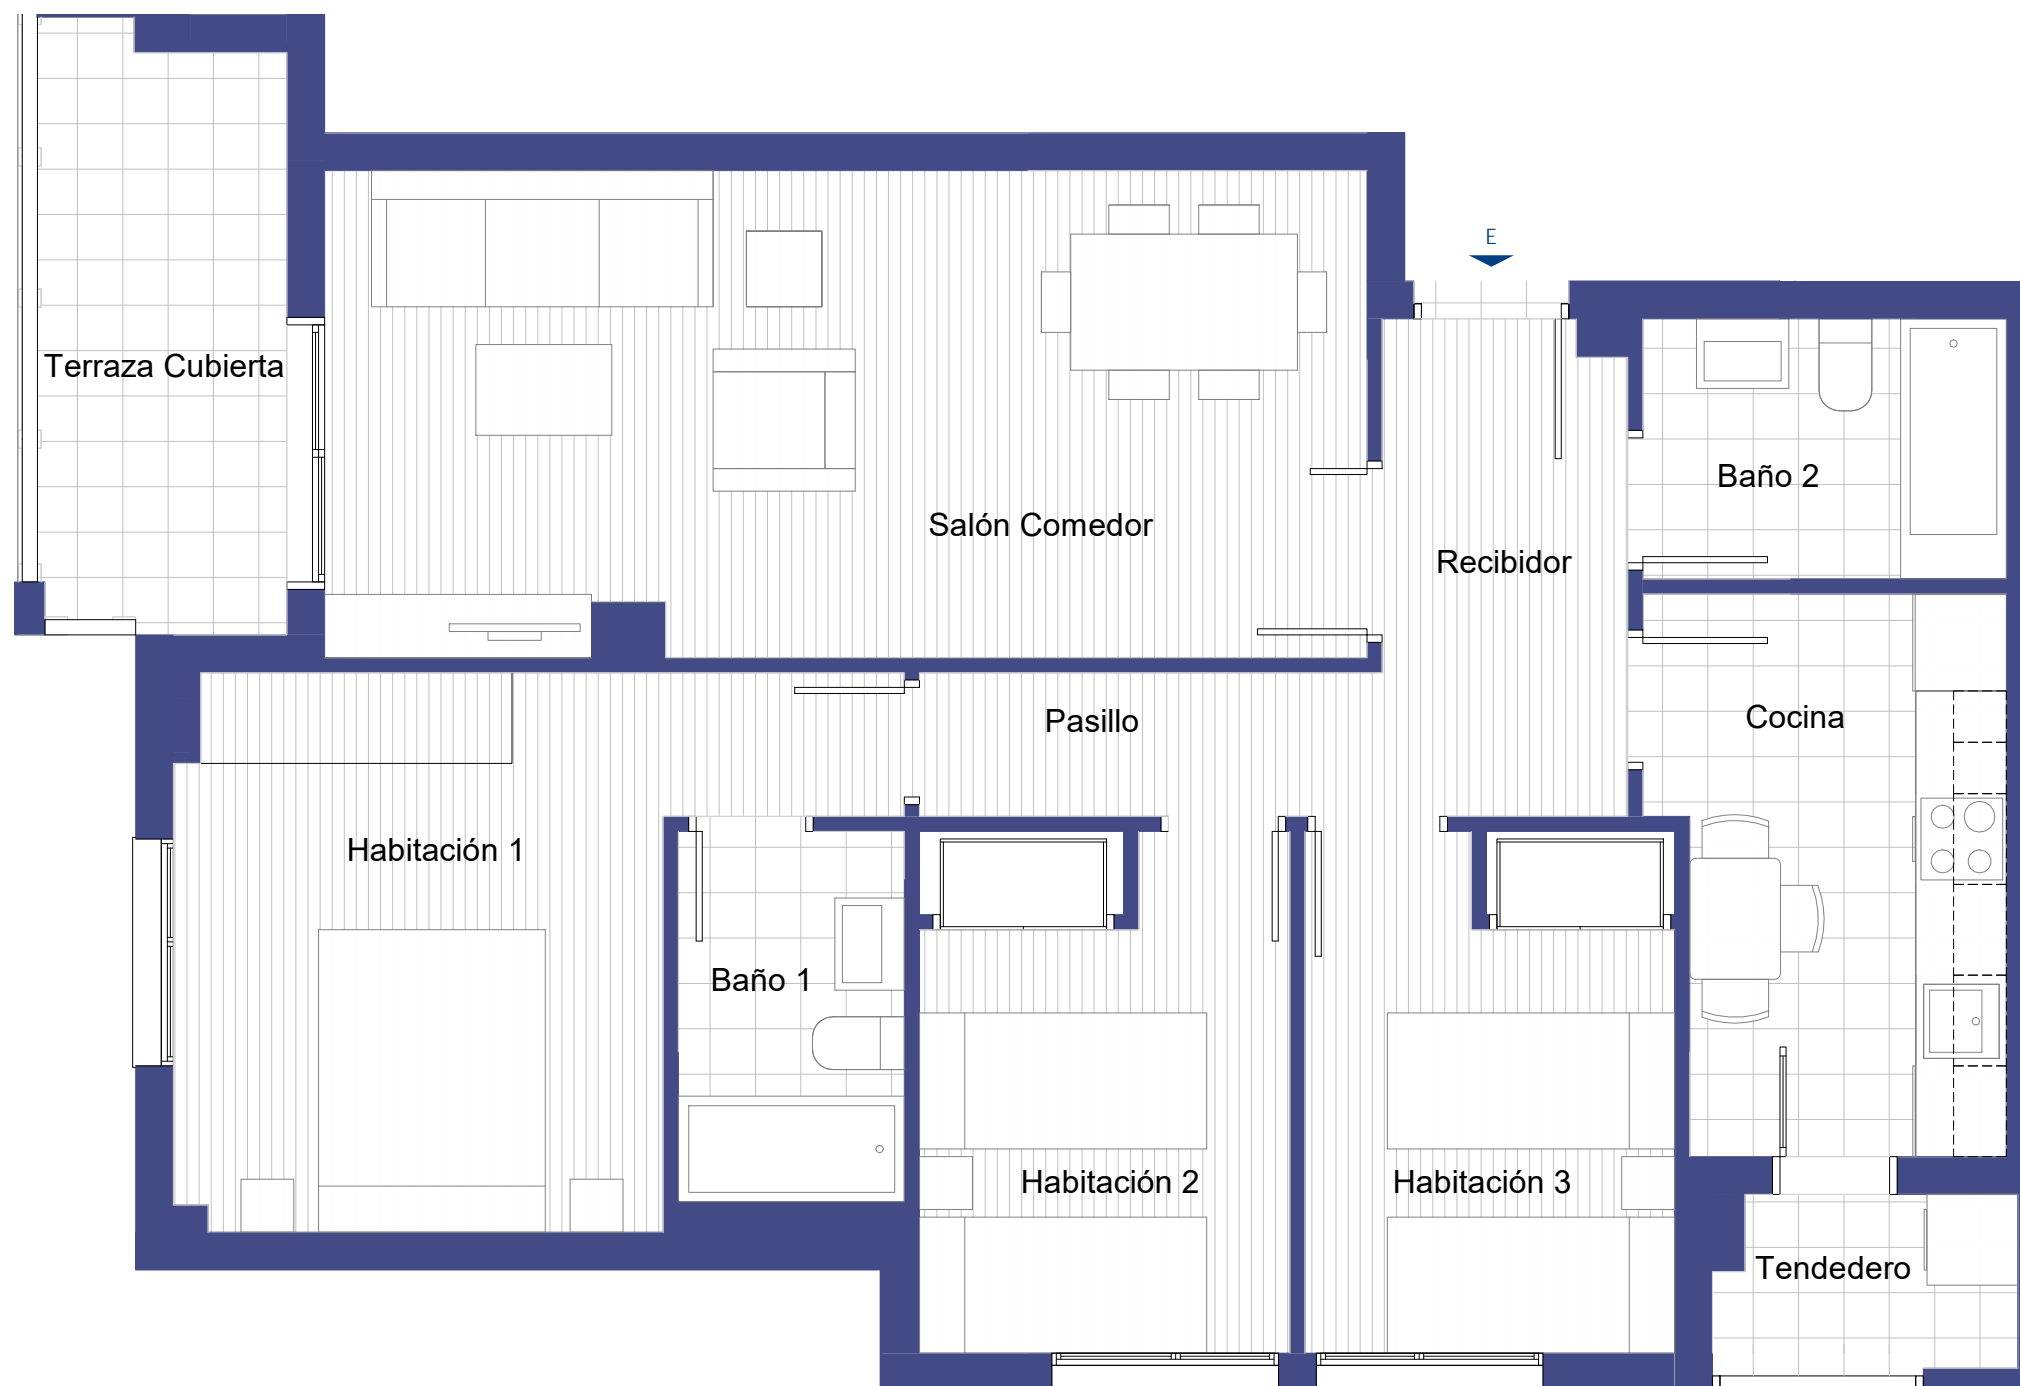 E
Terraza Cubierta
Salón Comedor
Baño 2
Recibidor
Pasillo
Cocina
Habitación 1
Baño 1
Habitación 2
Habitación 3
Tendedero